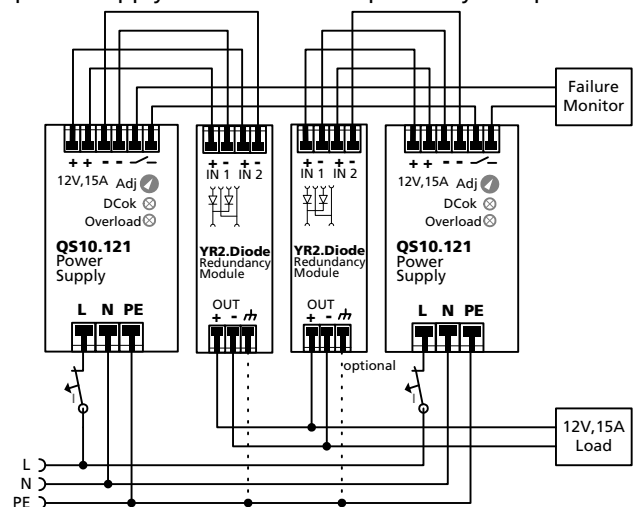 Failure
Monitor
+ + - -
12V,15A Adj
DCok
Overload
QS10.121
Power
Supply
L N PE
+ - + -
IN 1 IN 2
YR2.Diode
Redundancy
Module
OUT
+ -
+ - + -
IN 1 IN 2
YR2.Diode
Redundancy
Module
OUT
+ -
optional
+ + - -
12V,15A Adj
DCok
Overload
QS10.121
Power
Supply
L N PE
I
I
12V,15A
Load
L
N
PE